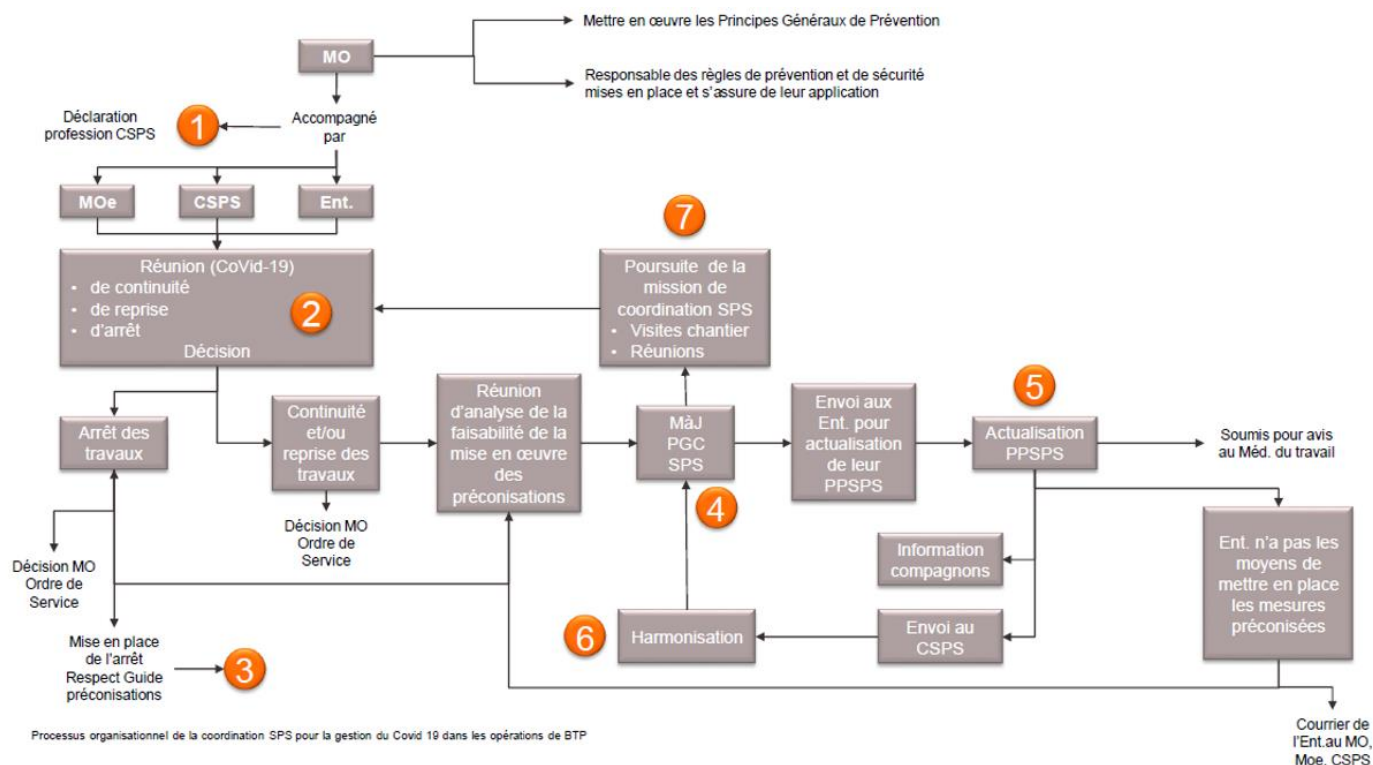 Mettre en œuvre les Principes Généraux de Prévention
MO
Responsable des règles de prévention et de sécurité
mises en place et s'assure de leur application
Déclaration
profession CSPS
1
Accompagné
par
MOe
CSPS
Ent.
7
Réunion (CoVid-19)
• de continuité
• de reprise
• d'arrêt
Décision
2
Poursuite de la
mission de
coordination SPS
• Visites chantier
• Réunions
5
Arrêt des
travaux
Continuité
et/ou
reprise des
travaux
Réunion
d'analyse de la
faisabilité de la
mise en œuvre
des
préconisations
MàJ
PGC
SPS
4
Envoi aux
Ent. pour
actualisation
de leur
PPSPS
Actualisation
PPSPS
Soumis pour avis
au Méd. du travail
Décision MO
Ordre de
Service
Décision MO
Ordre de
Service
Information
compagnons
Ent. n'a pas les
moyens de
mettre en place
les mesures
préconisées
6
Harmonisation
Envoi au
CSPS
Mise en place
de l'arrêt
Respect Guide
préconisations
3
Courrier de
l'Ent.au MO,
Moe, CSPS
Processus organisationnel de la coordination SPS pour la gestion du Covid 19 dans les opérations de BTP